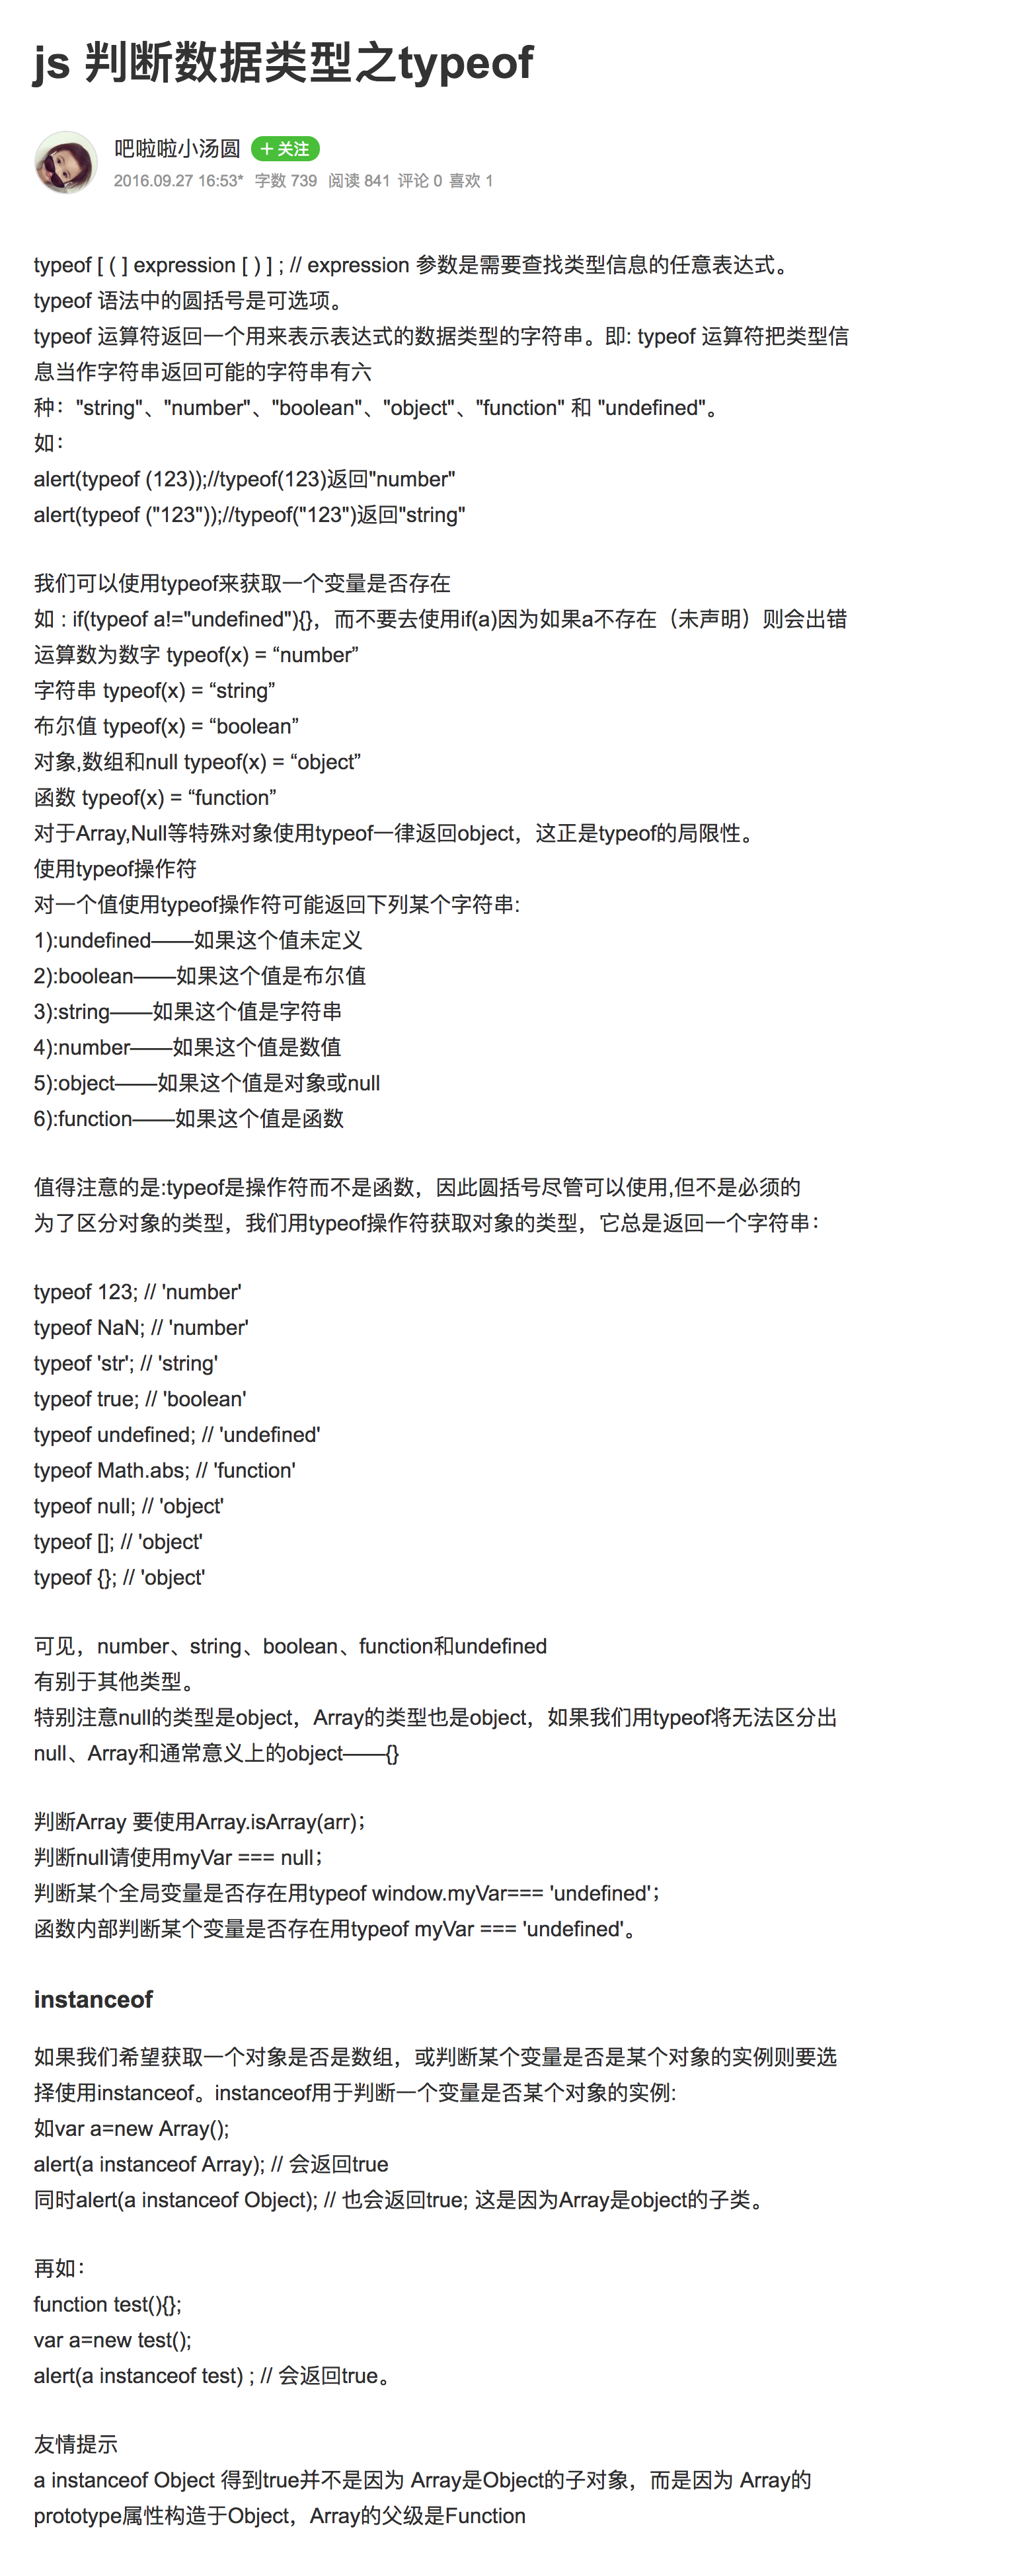 js 判断数据类型之typeof
吧啦啦小汤圆 + 关注
2016.09.27 16:53* 字数 739 阅读 841 评论 0 喜欢 1
typeof [ ( ] expression [ ) ] ; // expression 参数是需要查找类型信息的任意表达式。
typeof 语法中的圆括号是可选项。
typeof 运算符返回一个用来表示表达式的数据类型的字符串。即: typeof 运算符把类型信
息当作字符串返回可能的字符串有六
种："string"、"number"、"boolean"、"object"、"function" 和 "undefined"。
如：
alert(typeof (123));//typeof(123)返回"number"
alert(typeof ("123"));//typeof("123")返回"string"
我们可以使用typeof来获取一个变量是否存在
如 : if(typeof a!="undefined"){}，而不要去使用if(a)因为如果a不存在（未声明）则会出错
运算数为数字 typeof(x) = “number”
字符串 typeof(x) = “string”
布尔值 typeof(x) = “boolean”
对象,数组和null typeof(x) = “object”
函数 typeof(x) = “function”
对于Array,Null等特殊对象使用typeof一律返回object，这正是typeof的局限性。
使用typeof操作符
对一个值使用typeof操作符可能返回下列某个字符串:
1):undefined——如果这个值未定义
2):boolean——如果这个值是布尔值
3):string——如果这个值是字符串
4):number——如果这个值是数值
5):object——如果这个值是对象或null
6):function——如果这个值是函数
值得注意的是:typeof是操作符而不是函数，因此圆括号尽管可以使用,但不是必须的
为了区分对象的类型，我们用typeof操作符获取对象的类型，它总是返回一个字符串：
typeof 123; // 'number'
typeof NaN; // 'number'
typeof 'str'; // 'string'
typeof true; // 'boolean'
typeof undefined; // 'undefined'
typeof Math.abs; // 'function'
typeof null; // 'object'
typeof []; // 'object'
typeof {}; // 'object'
可见，number、string、boolean、function和undefined
有别于其他类型。
特别注意null的类型是object，Array的类型也是object，如果我们用typeof将无法区分出
null、Array和通常意义上的object——{}
判断Array 要使用Array.isArray(arr)；
判断null请使用myVar === null；
判断某个全局变量是否存在用typeof window.myVar=== 'undefined'；
函数内部判断某个变量是否存在用typeof myVar === 'undefined'。
instanceof
如果我们希望获取一个对象是否是数组，或判断某个变量是否是某个对象的实例则要选
择使用instanceof。instanceof用于判断一个变量是否某个对象的实例:
如var a=new Array();
alert(a instanceof Array); // 会返回true
同时alert(a instanceof Object); // 也会返回true; 这是因为Array是object的子类。
再如：
function test(){};
var a=new test();
alert(a instanceof test) ; // 会返回true。
友情提示
a instanceof Object 得到true并不是因为 Array是Object的子对象，而是因为 Array的
prototype属性构造于Object，Array的父级是Function